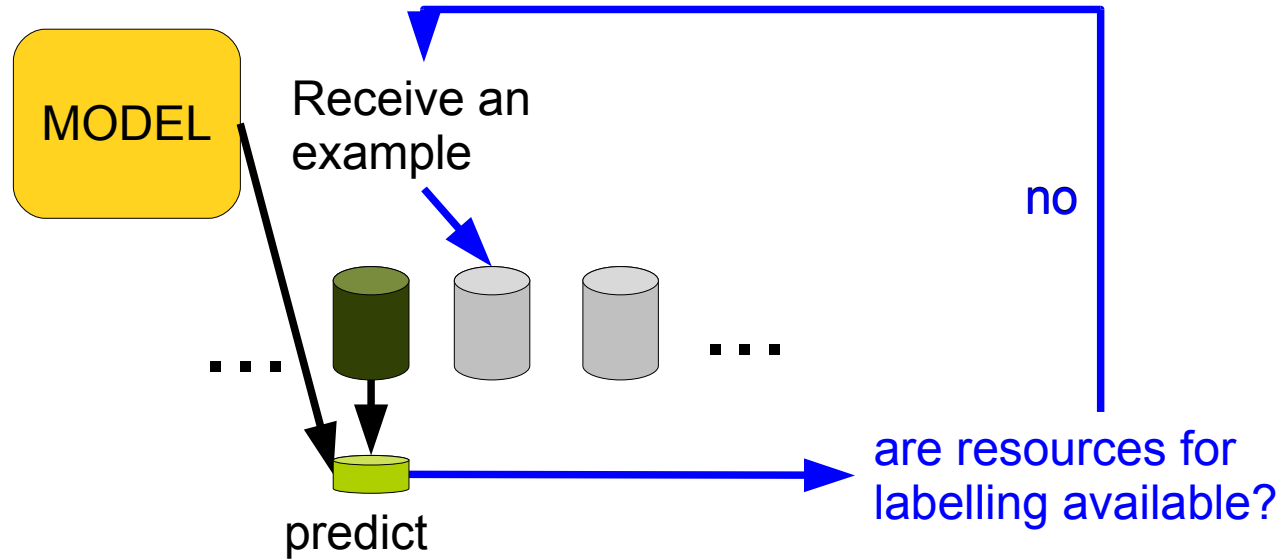 MODEL
Receive an
example
no
...
...
are resources for
labelling available?
predict